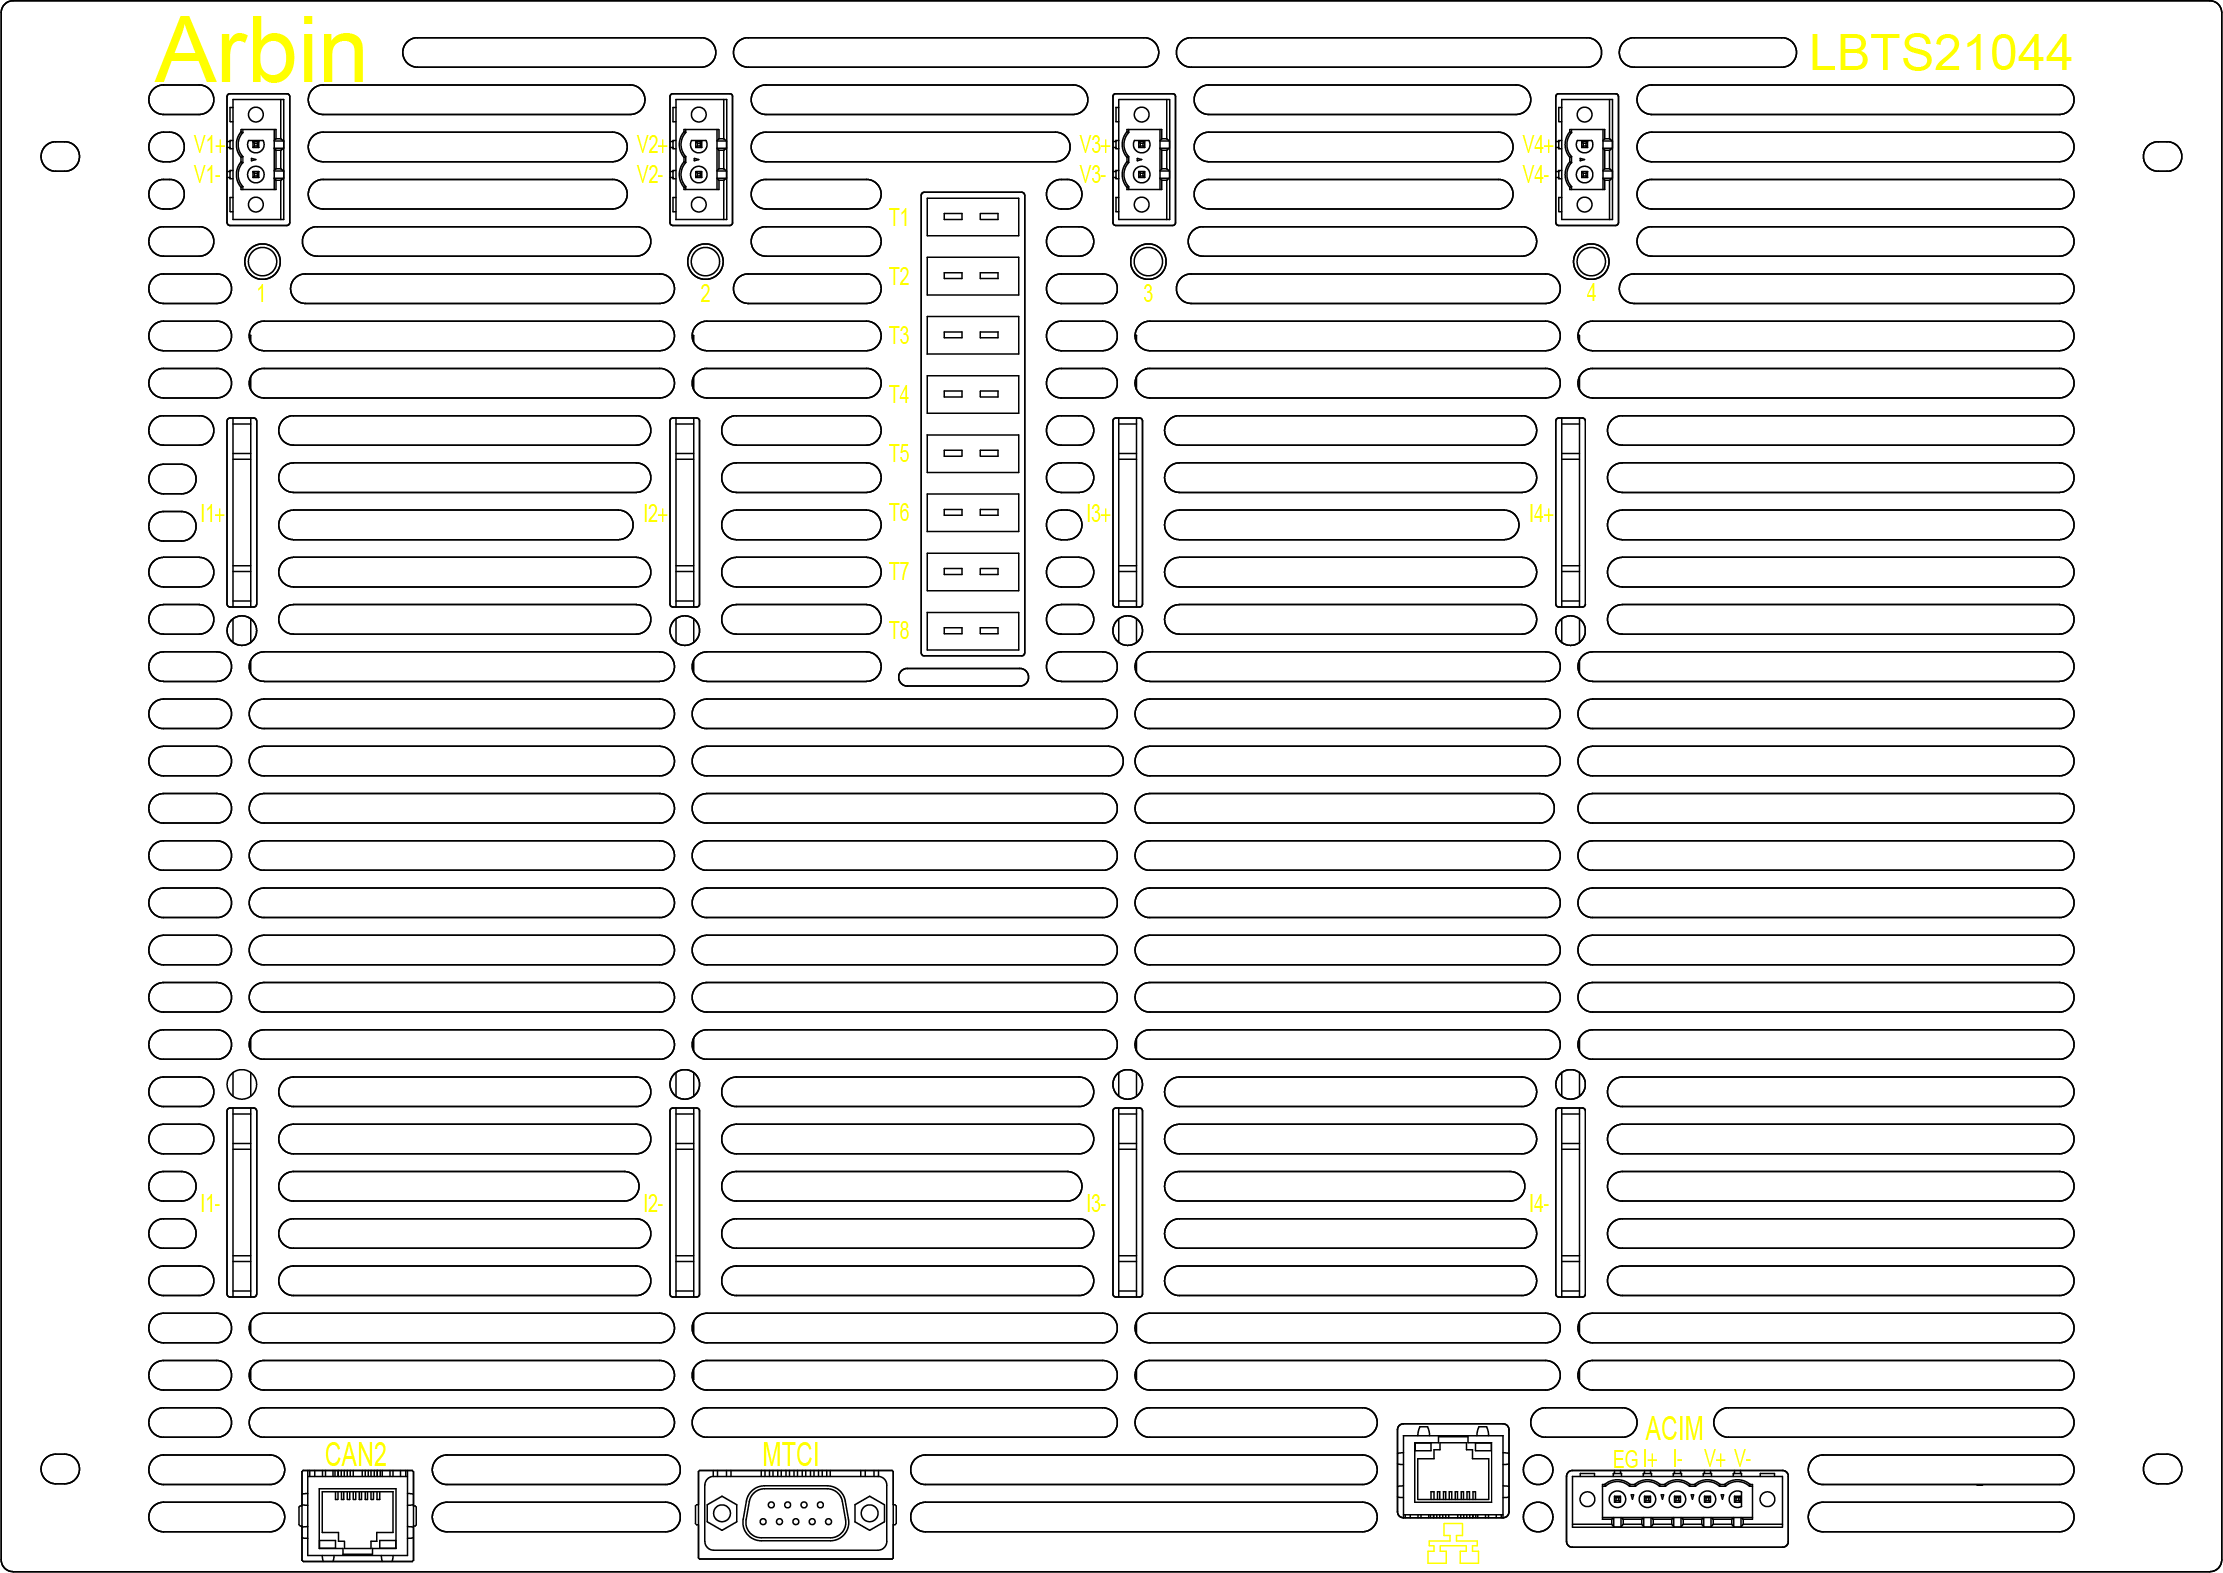 Arbin LBTS21044
V1+ V2+ V3+ V4+
V1- V2- V3- V4-
T1
T2
1 2 3 4
T3
T4
T5
I1+ I2+ T6 I3+ I4+
T7
T8
I1- I2- I3- I4-
ACIM
CAN2 MTCI EG I+ I- V+ V-